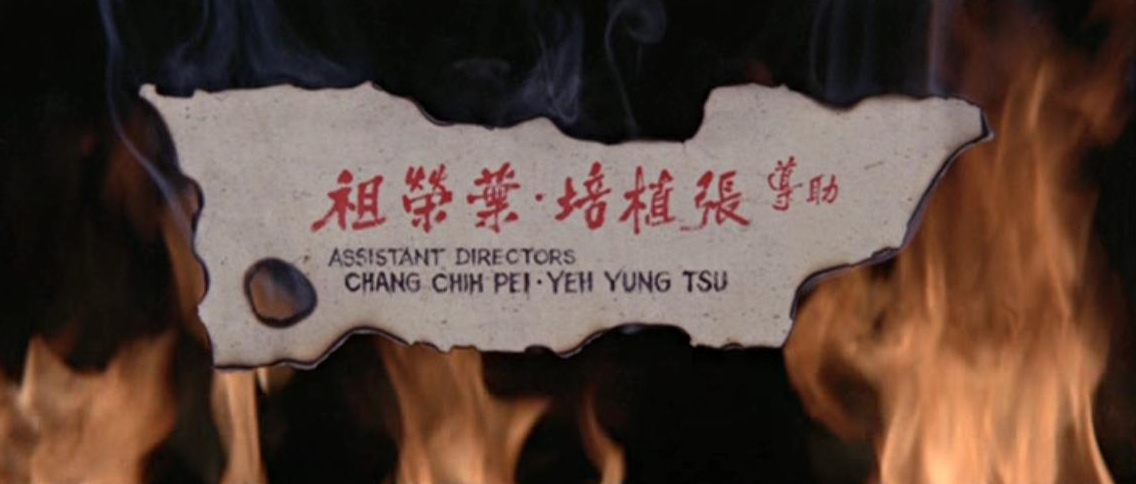 助導 張植培·葉榮祖
ASSISTANT DIRECTORS
CHANG CHIH PEI·YEH YUNG TSU